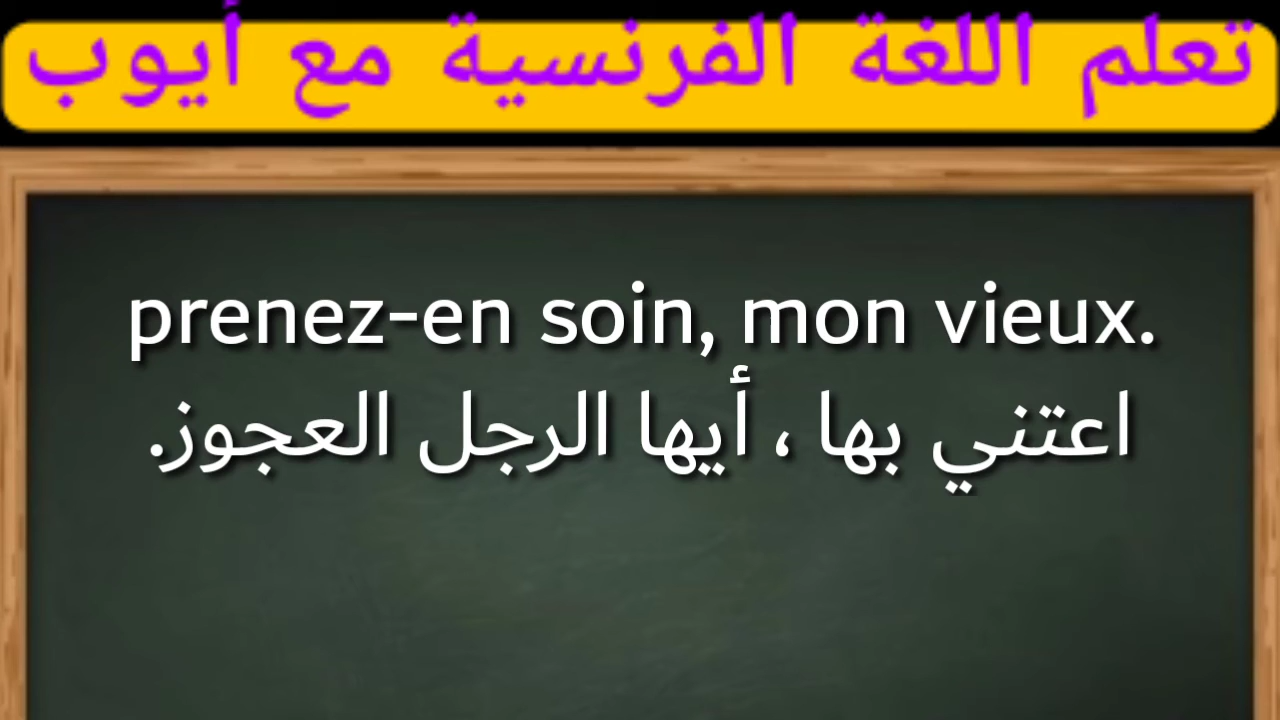 تعلم اللغة الفرنسية مع أيوب
prenez-en soin, mon vieux.
اعتني بها ، أيها الرجل العجوز.